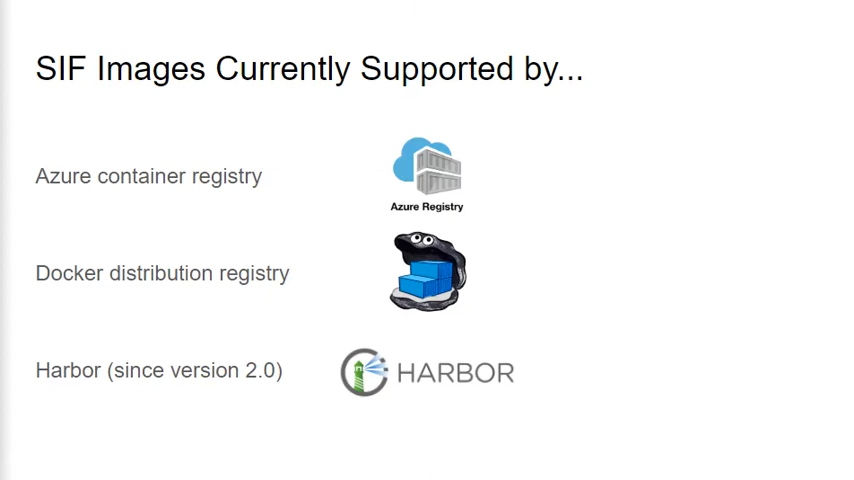 SIF Images Currently Supported by...
Azure container registry
Azure Registry
Docker distribution registry
Harbor (since version 2.0)
HARBOR